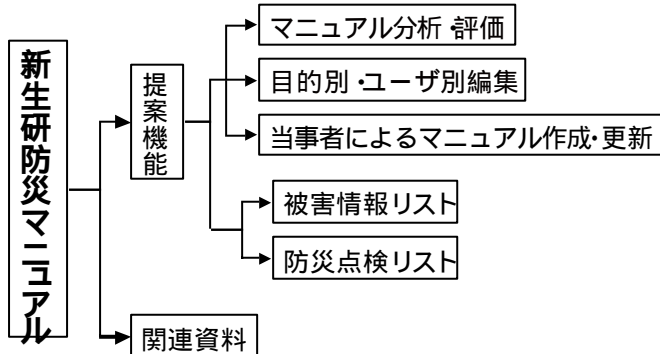 新生研防災マニュアル
提案機能
マニュアル分析・評価
目的別・ユーザ別編集
当事者によるマニュアル作成・更新
被害情報リスト
防災点検リスト
関連資料